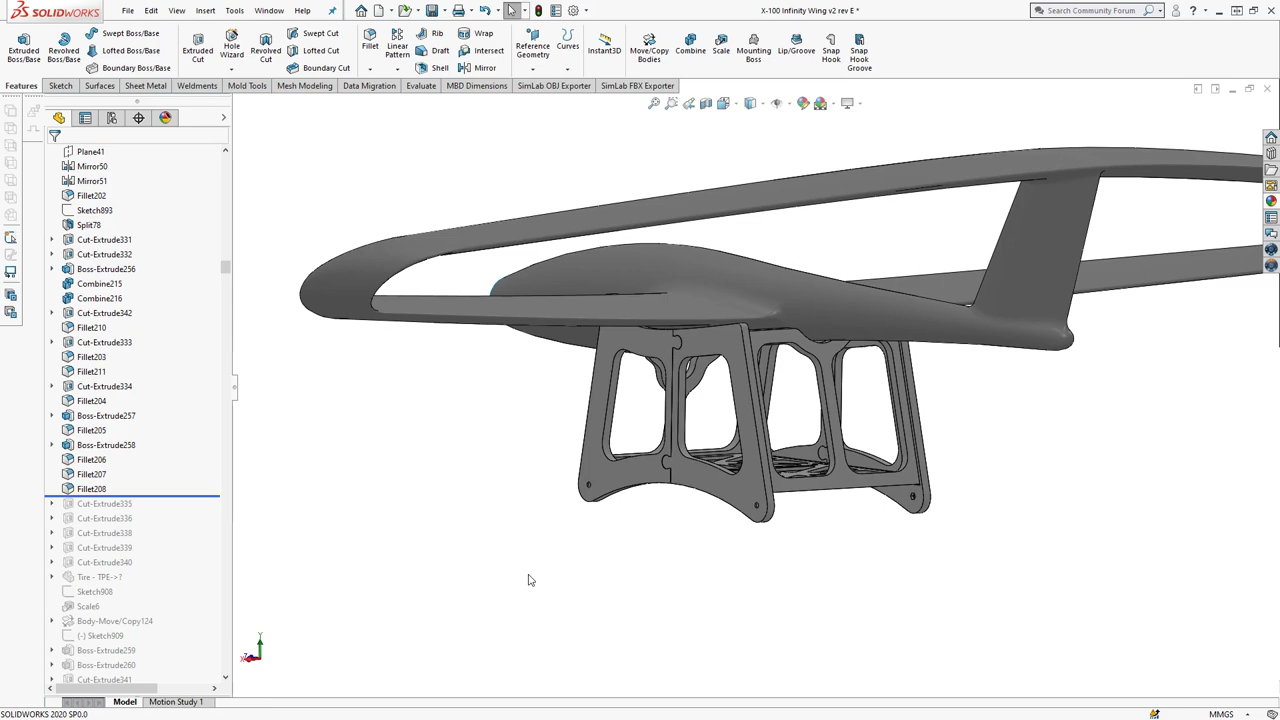 SOLIDWORKS
File Edit View Insert Tools Window Help
X-100 Infinity Wing v2 rev E *
Search Community Forum
Extruded Boss/Base
Revolved Boss/Base
Swept Boss/Base
Lofted Boss/Base
Boundary Boss/Base
Extruded Cut
Hole Wizard
Revolved Cut
Swept Cut
Lofted Cut
Boundary Cut
Fillet
Linear Pattern
Rib
Draft
Shell
Wrap
Intersect
Mirror
Reference Geometry
Curves
Instant3D
Move/Copy Bodies
Combine
Scale
Mounting Boss
Lip/Groove
Snap Hook
Snap Hook Groove
Features Sketch Surfaces Sheet Metal Weldments Mold Tools Mesh Modeling Data Migration Evaluate MBD Dimensions SimLab OBJ Exporter SimLab FBX Exporter
Plane41
Mirror50
Mirror51
Fillet202
Sketch893
Split78
Cut-Extrude331
Cut-Extrude332
Boss-Extrude256
Combine215
Combine216
Cut-Extrude342
Fillet210
Cut-Extrude333
Fillet203
Fillet211
Cut-Extrude334
Fillet204
Boss-Extrude257
Fillet205
Boss-Extrude258
Fillet206
Fillet207
Fillet208
Cut-Extrude335
Cut-Extrude336
Cut-Extrude338
Cut-Extrude339
Cut-Extrude340
Tire - TPE->?
Sketch908
Scale6
Body-Move/Copy124
(-) Sketch909
Boss-Extrude259
Boss-Extrude260
Cut-Extrude341
Y
Model Motion Study 1
SOLIDWORKS 2020 SP0.0
MMGS